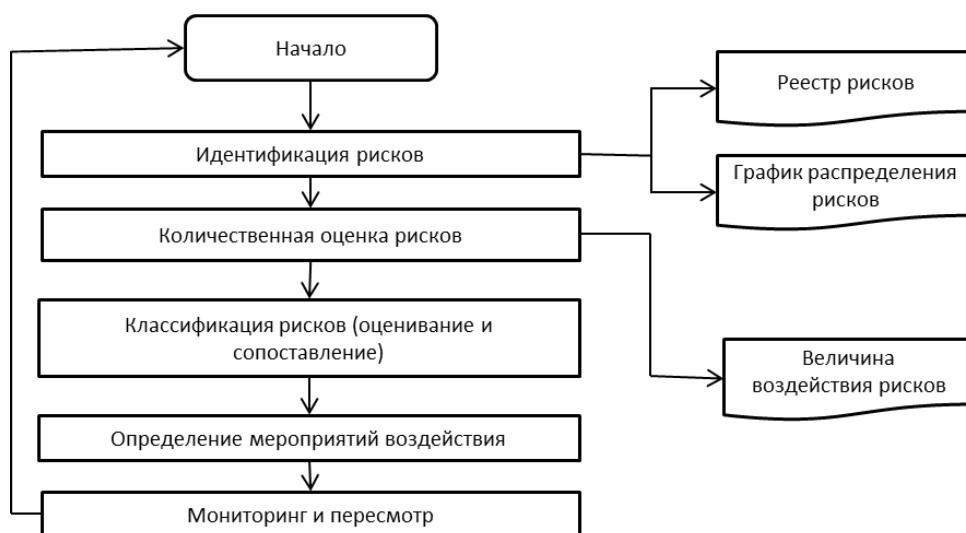 Начало
Идентификация рисков
Количественная оценка рисков
Классификация рисков (оценивание и
сопоставление)
Определение мероприятий воздействия
Мониторинг и пересмотр
Реестр рисков
График распределения
рисков
Величина
воздействия рисков